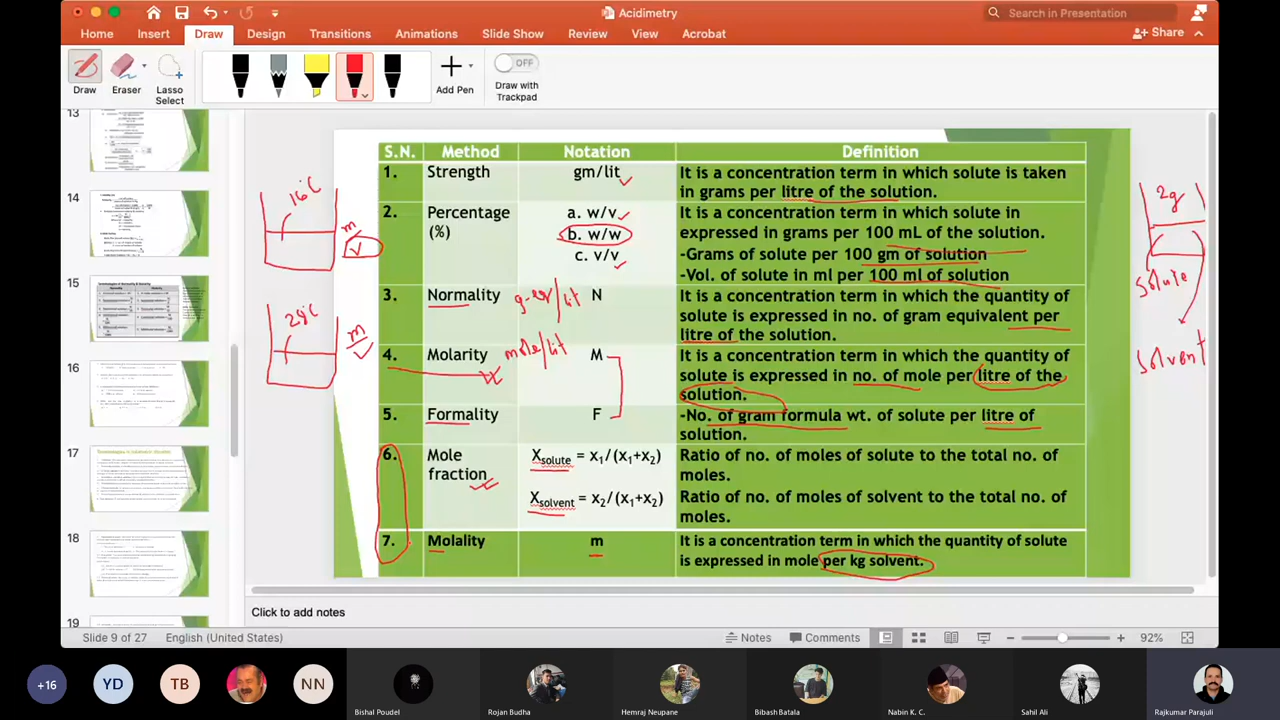 Acidimetry
Search in Presentation
Home Insert Draw Design Transitions Animations Slide Show Review View Acrobat
Share
Draw Eraser Lasso Select
Add Pen
OFF
Draw with Trackpad
13
14
15
16
17
18
19
S.N. Method Notation Definition
1. Strength gm/lit It is a concentration term in which solute is taken
in grams per litre of the solution.
2. Percentage (%) a. w/v It is a concentration term in which solute in
expressed in grams per 100 mL of the solution.
b. w/w -Grams of solute per 100 gm of solution
c. v/v -Vol. of solute in ml per 100 ml of solution
3. Normality g-eq/lit N It is a concentration term in which the quantity of
solute is expressed in no. of gram equivalent per
litre of the solution.
4. Molarity mole/lit M It is a concentration term in which the quantity of
solute is expressed in no. of mole per litre of the
solution.
5. Formality F -No. of gram formula wt. of solute per litre of
solution.
6. Mole fraction Xsolute = x1/(x1+x2) Ratio of no. of moles of solute to the total no. of
moles.
Xsolvent = x2/(x1+x2) Ratio of no. of moles of solvent to the total no. of
moles.
7. Molality m It is a concentration term in which the quantity of solute
is expressed in mole per kg solvent.
16°C
m
v
28°C
m
2g
solute
solvent
Click to add notes
Slide 9 of 27 English (United States) Notes Comments 92%
+16 YD TB NN
Bishal Poudel Rojan Budha Hemraj Neupane Bibash Batala Nabin K. C. Sahil Ali Rajkumar Parajuli